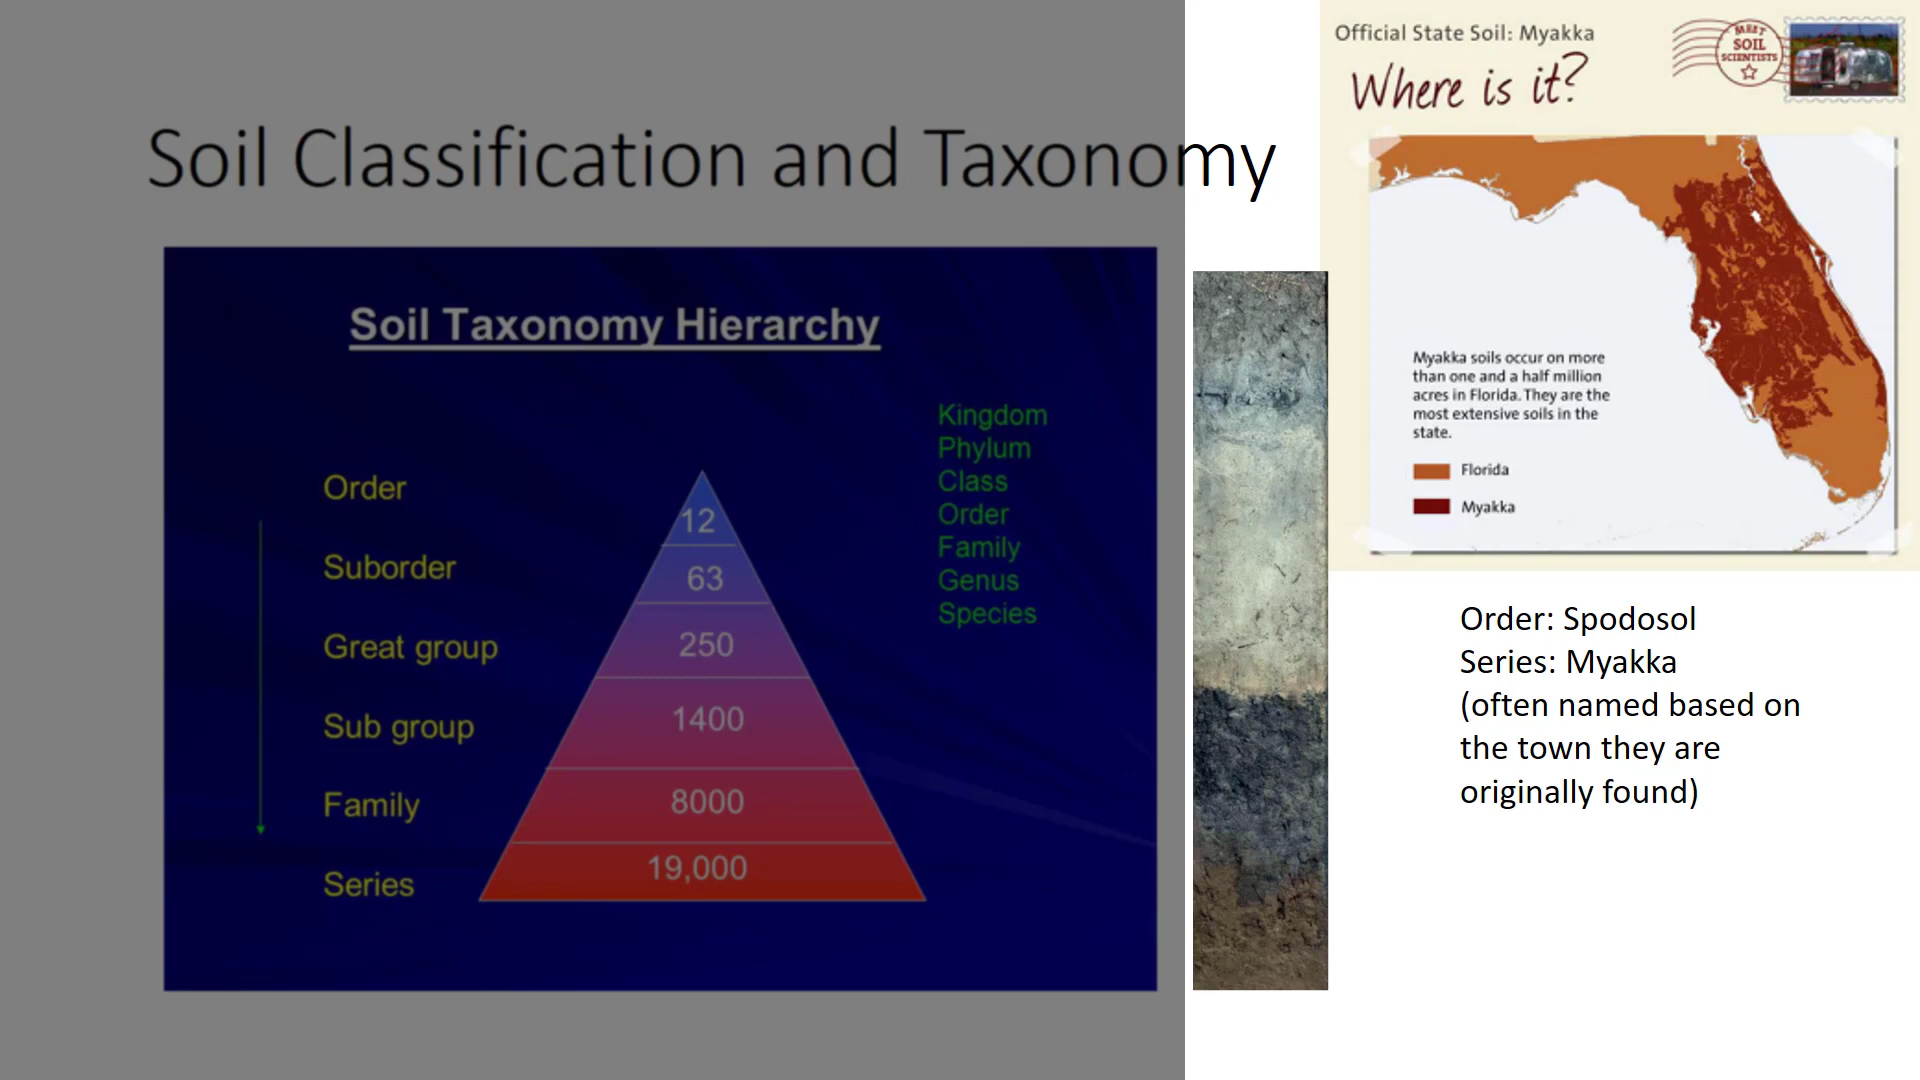 Soil Classification and Taxonomy
Soil Taxonomy Hierarchy
Order
Suborder
Great group
Sub group
Family
Series
12
63
250
1400
8000
19,000
Kingdom
Phylum
Class
Order
Family
Genus
Species
Official State Soil: Myakka
Where is it?
MEET
SOIL
SCIENTISTS
Myakka soils occur on more
than one and a half million
acres in Florida. They are the
most extensive soils in the
state.
Florida
Myakka
Order: Spodosol
Series: Myakka
(often named based on
the town they are
originally found)